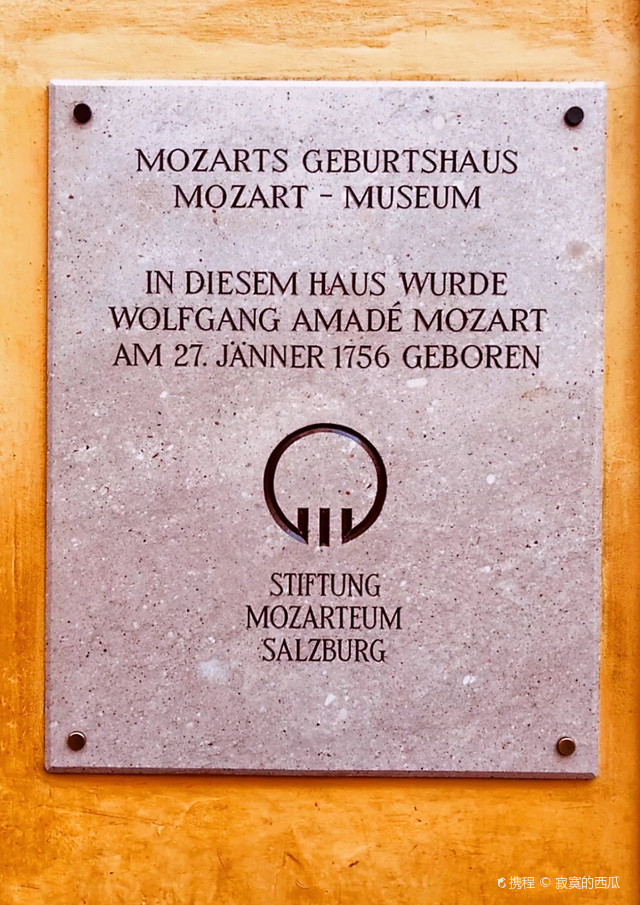 MOZARTS GEBURTSHAUS
MOZART - MUSEUM
IN DIESEM HAUS WURDE
WOLFGANG AMADÉ MOZART
AM 27. JÄNNER 1756 GEBOREN
STIFTUNG
MOZARTEUM
SALZBURG
携程 © 寂寞的西瓜